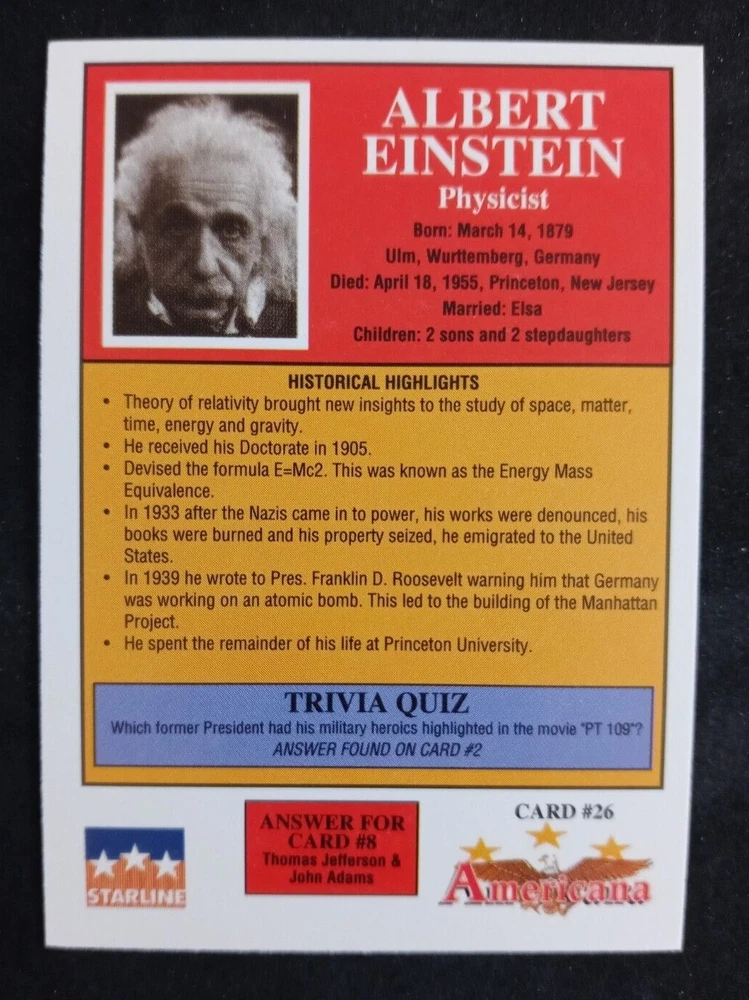 ALBERT
EINSTEIN
Physicist
Born: March 14, 1879
Ulm, Wurttemberg, Germany
Died: April 18, 1955, Princeton, New Jersey
Married: Elsa
Children: 2 sons and 2 stepdaughters
HISTORICAL HIGHLIGHTS
• Theory of relativity brought new insights to the study of space, matter,
time, energy and gravity.
• He received his Doctorate in 1905.
• Devised the formula E=Mc2. This was known as the Energy Mass
Equivalence.
• In 1933 after the Nazis came in to power, his works were denounced, his
books were burned and his property seized, he emigrated to the United
States.
• In 1939 he wrote to Pres. Franklin D. Roosevelt warning him that Germany
was working on an atomic bomb. This led to the building of the Manhattan
Project.
• He spent the remainder of his life at Princeton University.
TRIVIA QUIZ
Which former President had his military heroics highlighted in the movie "PT 109"?
ANSWER FOUND ON CARD #2
STARLINE
ANSWER FOR
CARD #8
Thomas Jefferson &
John Adams
CARD #26
Americana